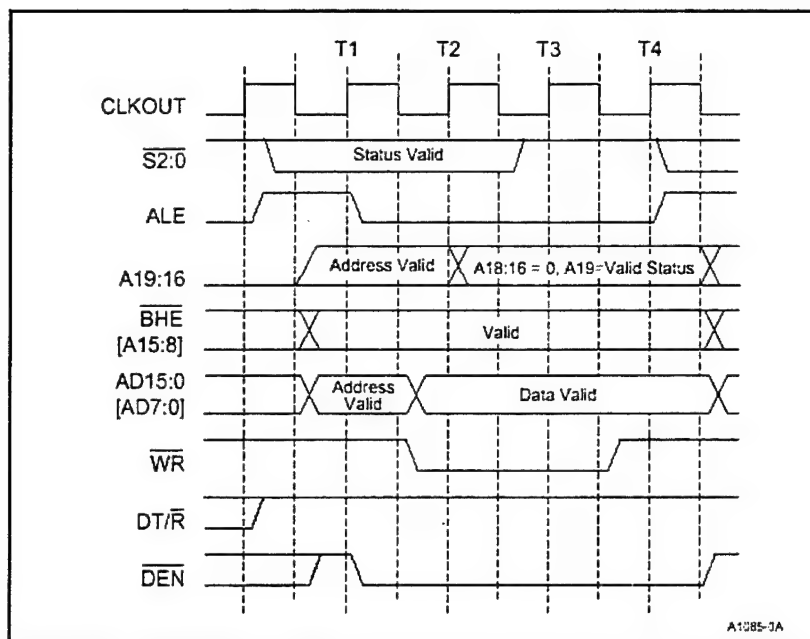 T1 T2 T3 T4
CLKOUT
S2:0
Status Valid
ALE
A19:16
Address Valid
A18:16 = 0, A19=Valid Status
BHE
[A15:8]
Valid
AD15:0
[AD7:0]
Address
Valid
Data Valid
WR
DT/R
DEN
A1085-0A